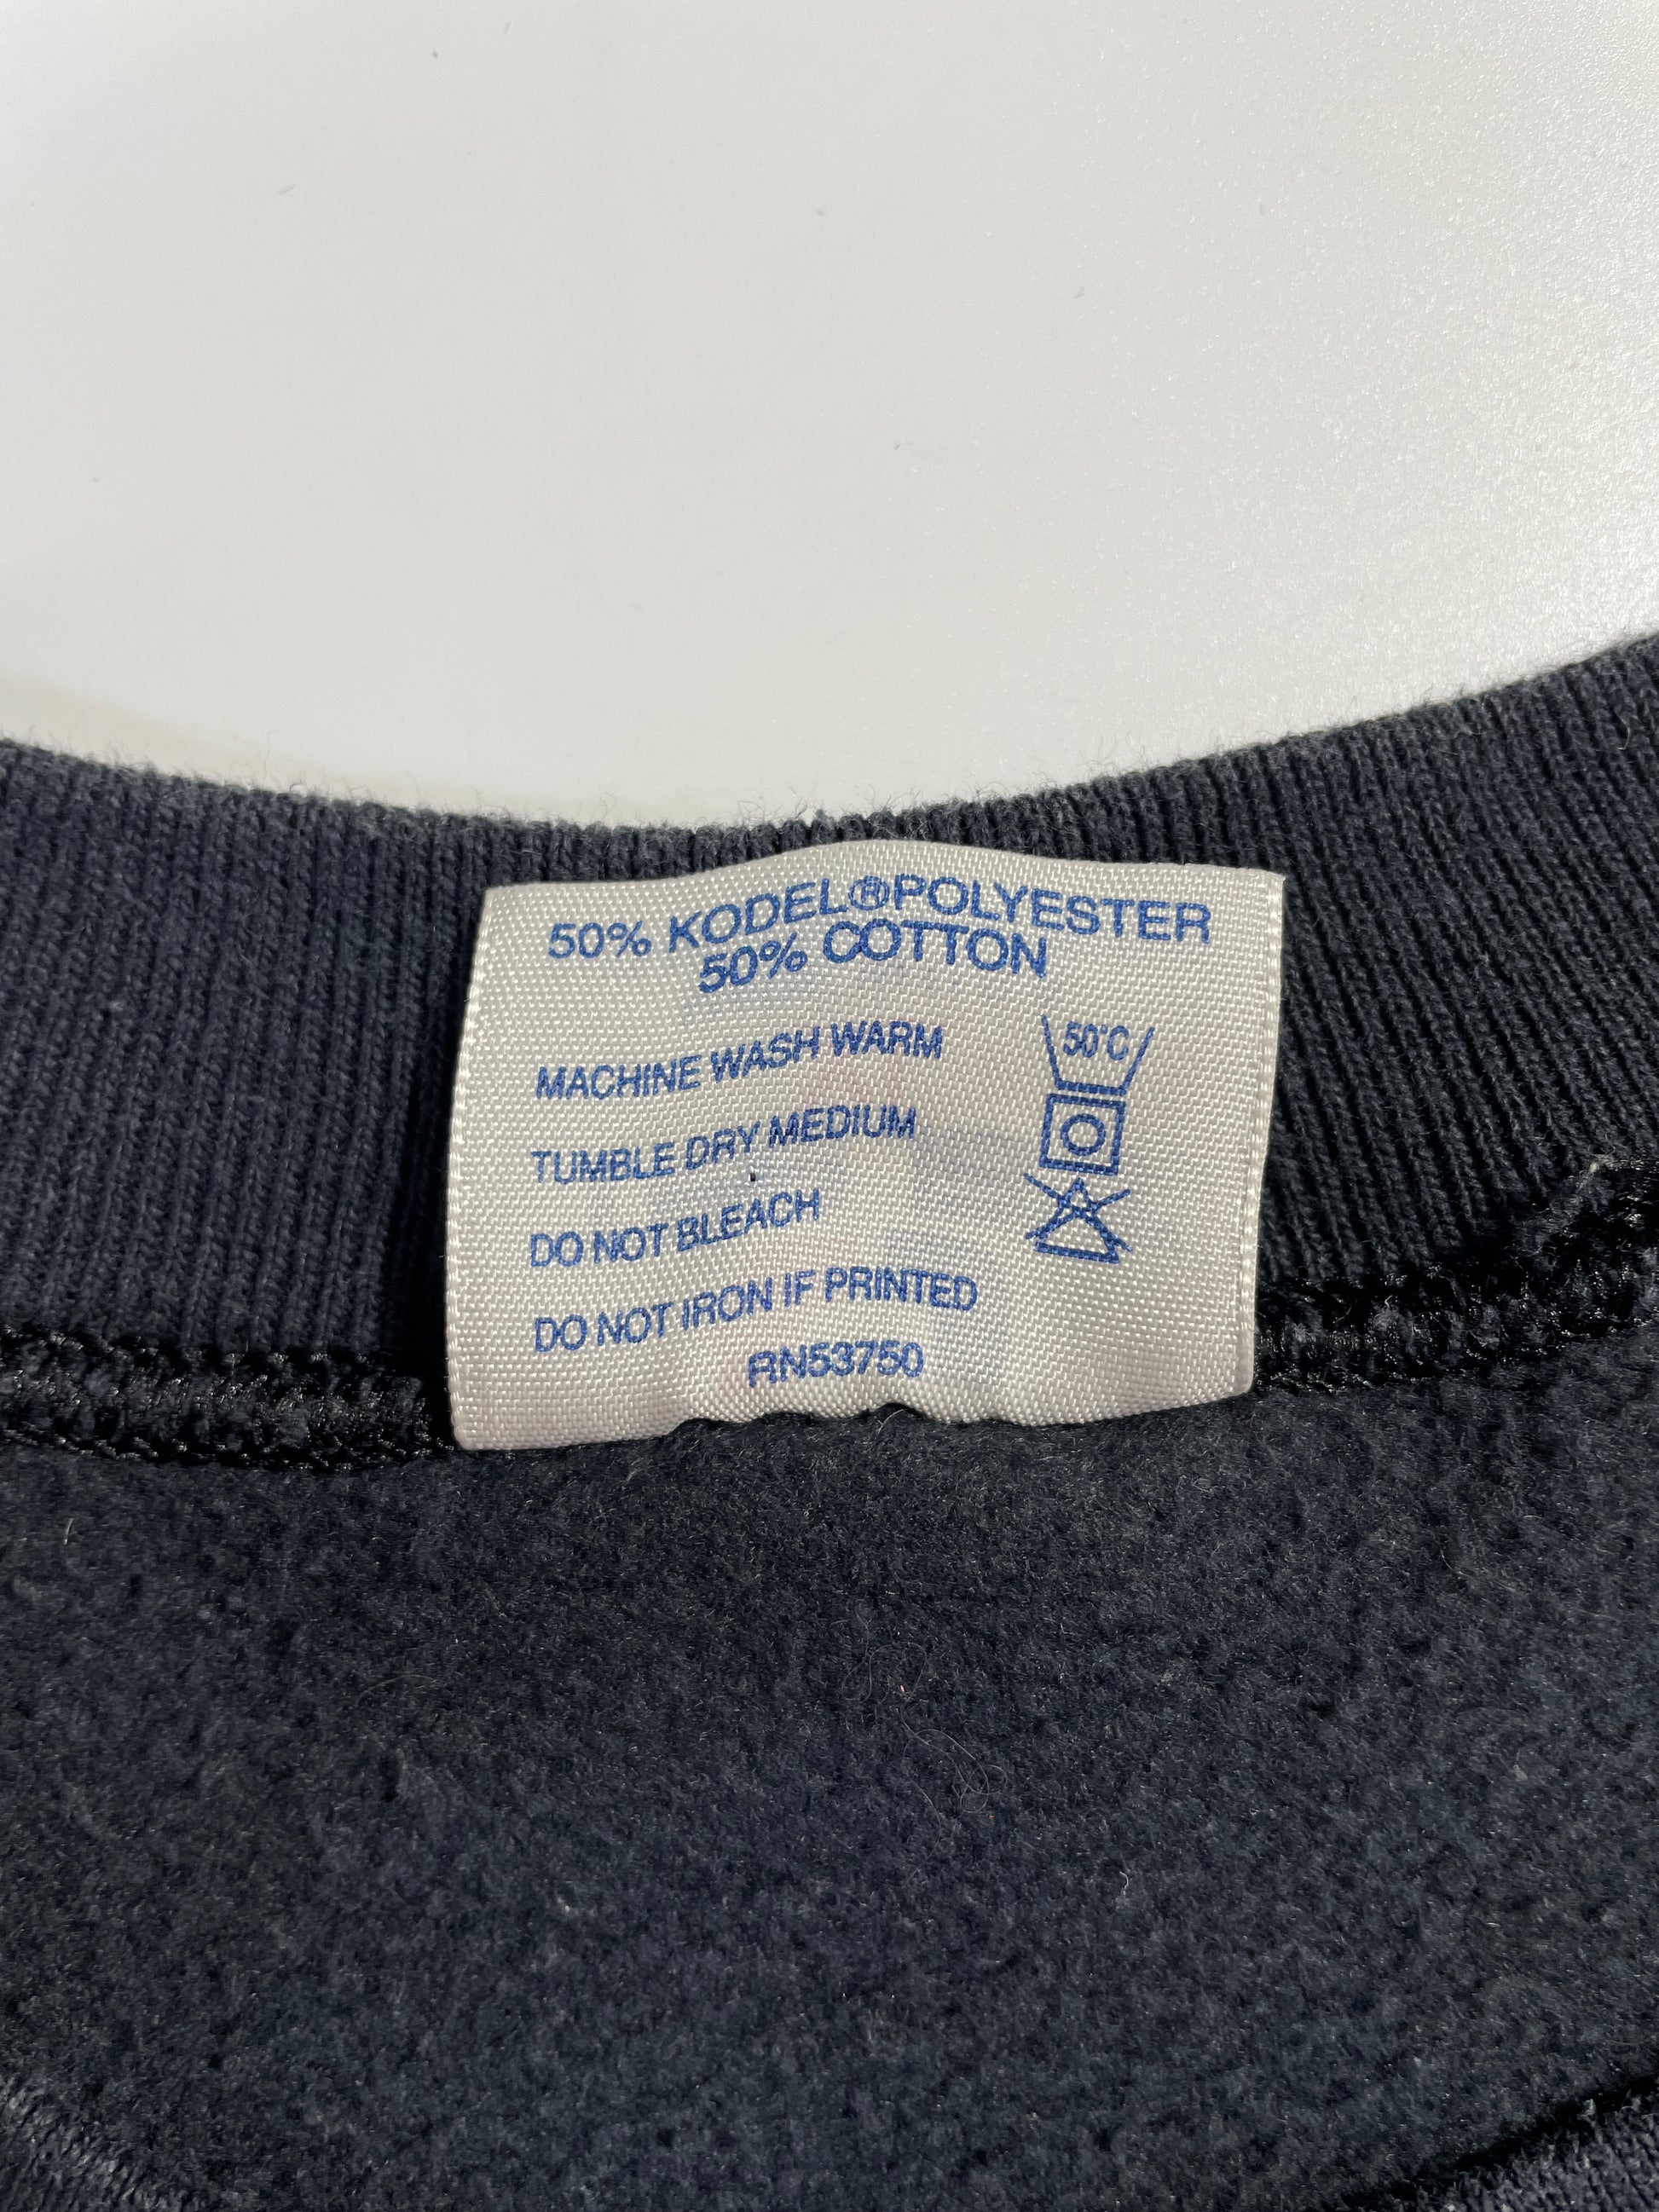 50% KODEL®POLYESTER
50% COTTON
MACHINE WASH WARM
50°C
TUMBLE DRY MEDIUM
DO NOT BLEACH
DO NOT IRON IF PRINTED
RN53750